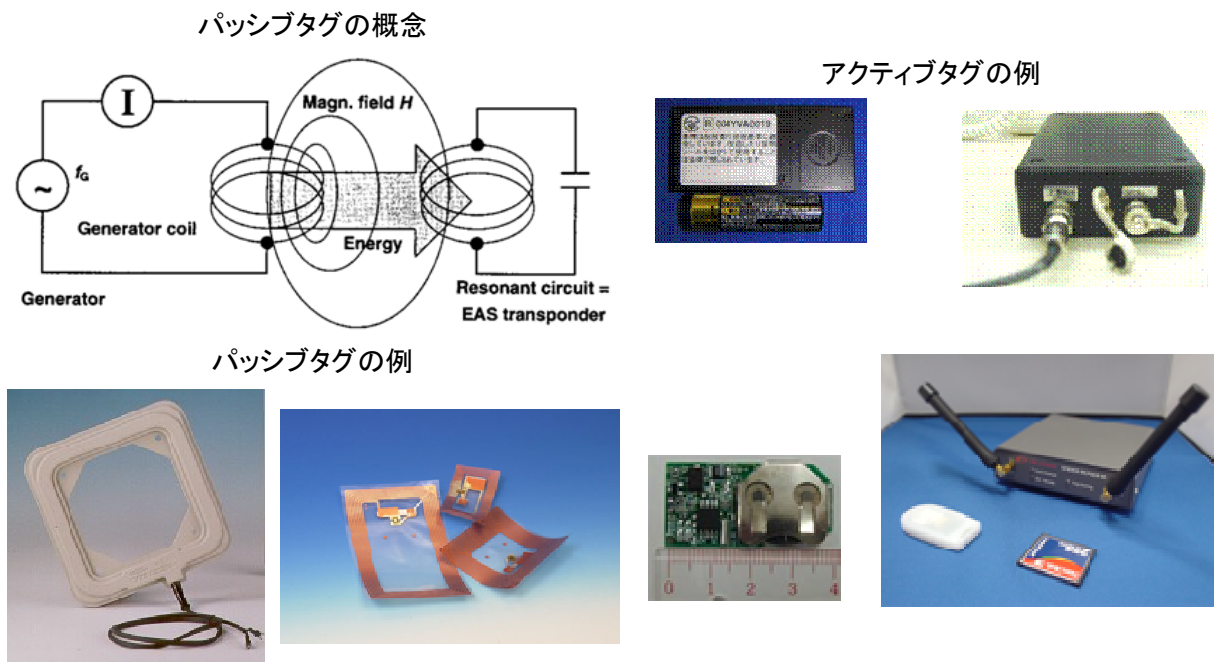 パッシブタグの概念
I
Magn. field H
fG
~
Generator coil
Energy
Generator
Resonant circuit =
EAS transponder
アクティブタグの例
パッシブタグの例
0 1 2 3 4